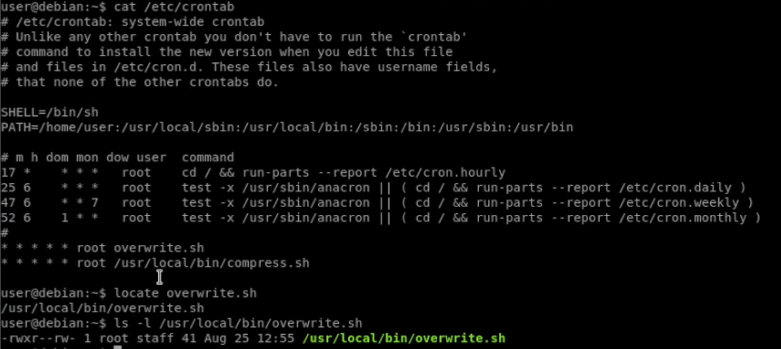 user@debian:~$ cat /etc/crontab
# /etc/crontab: system-wide crontab
# Unlike any other crontab you don't have to run the `crontab'
# command to install the new version when you edit this file
# and files in /etc/cron.d. These files also have username fields,
# that none of the other crontabs do.
SHELL=/bin/sh
PATH=/home/user:/usr/local/sbin:/usr/local/bin:/sbin:/bin:/usr/sbin:/usr/bin
# m h dom mon dow user  command
17 *    * * *   root    cd / && run-parts --report /etc/cron.hourly
25 6    * * *   root    test -x /usr/sbin/anacron || ( cd / && run-parts --report /etc/cron.daily )
47 6    * * 7   root    test -x /usr/sbin/anacron || ( cd / && run-parts --report /etc/cron.weekly )
52 6    1 * *   root    test -x /usr/sbin/anacron || ( cd / && run-parts --report /etc/cron.monthly )
#
* * * * * root overwrite.sh
* * * * * root /usr/local/bin/compress.sh
user@debian:~$ locate overwrite.sh
/usr/local/bin/overwrite.sh
user@debian:~$ ls -l /usr/local/bin/overwrite.sh
-rwxr--rw- 1 root staff 41 Aug 25 12:55 /usr/local/bin/overwrite.sh